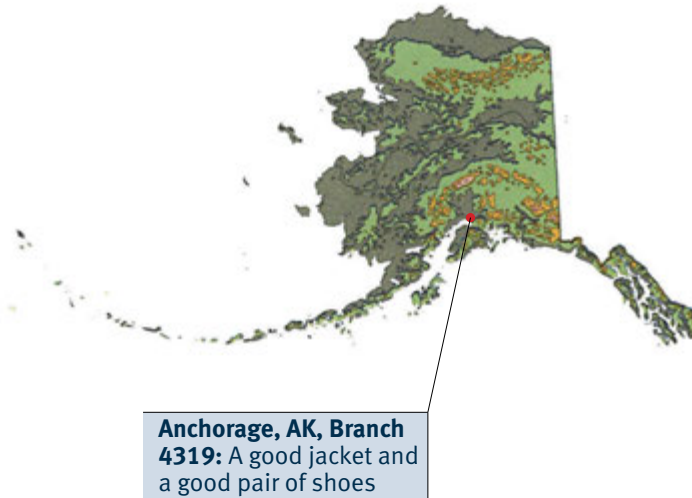 Anchorage, AK, Branch
4319: A good jacket and
a good pair of shoes